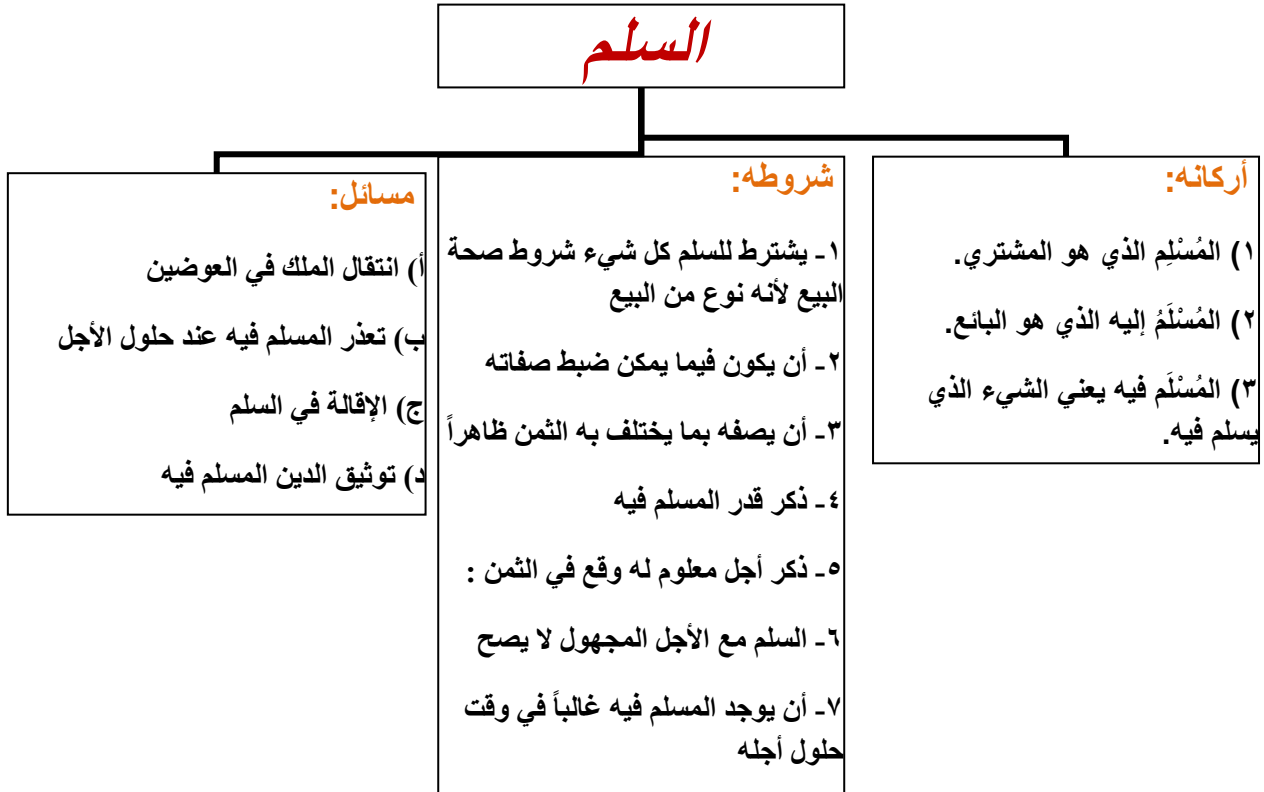 السلم
أركانه:
١) المُسْلِم الذي هو المشتري.
٢) المُسْلَمُ إليه الذي هو البائع.
٣) المُسْلَم فيه يعني الشيء الذي
يسلم فيه.
شروطه:
١- يشترط للسلم كل شيء شروط صحة
البيع لأنه نوع من البيع
٢- أن يكون فيما يمكن ضبط صفاته
٣- أن يصفه بما يختلف به الثمن ظاهراً
٤- ذكر قدر المسلم فيه
٥- ذكر أجل معلوم له وقع في الثمن :
٦- السلم مع الأجل المجهول لا يصح
٧- أن يوجد المسلم فيه غالباً في وقت
حلول أجله
مسائل:
أ) انتقال الملك في العوضين
ب) تعذر المسلم فيه عند حلول الأجل
ج) الإقالة في السلم
د) توثيق الدين المسلم فيه